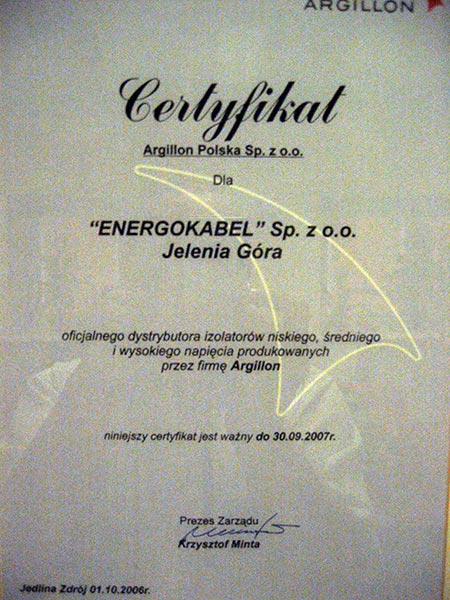 ARGILLON
Certyfikat
Argillon Polska Sp. z o.o.
Dla
“ENERGOKABEL” Sp. z o.o.
Jelenia Góra
oficjalnego dystrybutora izolatorów niskiego, średniego
i wysokiego napięcia produkowanych
przez firmę Argillon
niniejszy certyfikat jest ważny do 30.09.2007r.
Prezes Zarządu
Krzysztof Minta
Jedlina Zdrój 01.10.2006r.